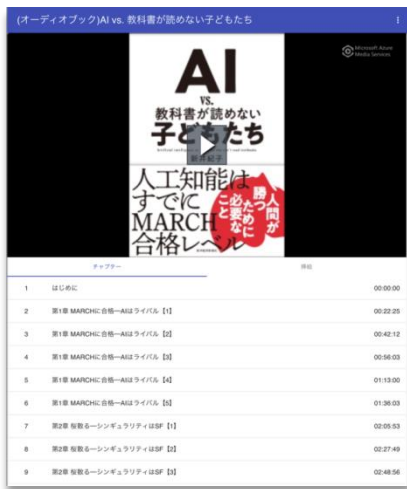 (オーディオブック)AI vs. 教科書が読めない子どもたち
Microsoft Azure
Media Services
AI
VS.
教科書が読めない
子どもたち
新井紀子
人工知能は
すでに
MARCH
合格レベル
人間が
勝つ
ために
必要な
こと
チャプター
1 はじめに 00:00:00
2 第1章 MARCHに合格―AIはライバル【1】 00:22:25
3 第1章 MARCHに合格―AIはライバル【2】 00:42:12
4 第1章 MARCHに合格―AIはライバル【3】 00:56:03
5 第1章 MARCHに合格―AIはライバル【4】 01:13:00
6 第1章 MARCHに合格―AIはライバル【5】 01:36:03
7 第2章 桜散る―シンギュラリティはSF【1】 02:05:53
8 第2章 桜散る―シンギュラリティはSF【2】 02:27:49
9 第2章 桜散る―シンギュラリティはSF【3】 02:48:56